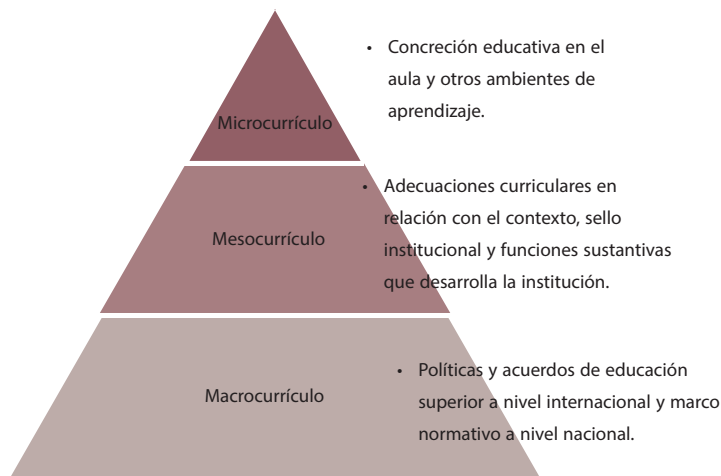 • Concreción educativa en el
aula y otros ambientes de
aprendizaje.
Microcurrículo
• Adecuaciones curriculares en
relación con el contexto, sello
institucional y funciones sustantivas
que desarrolla la institución.
Mesocurrículo
• Políticas y acuerdos de educación
superior a nivel internacional y marco
normativo a nivel nacional.
Macrocurrículo